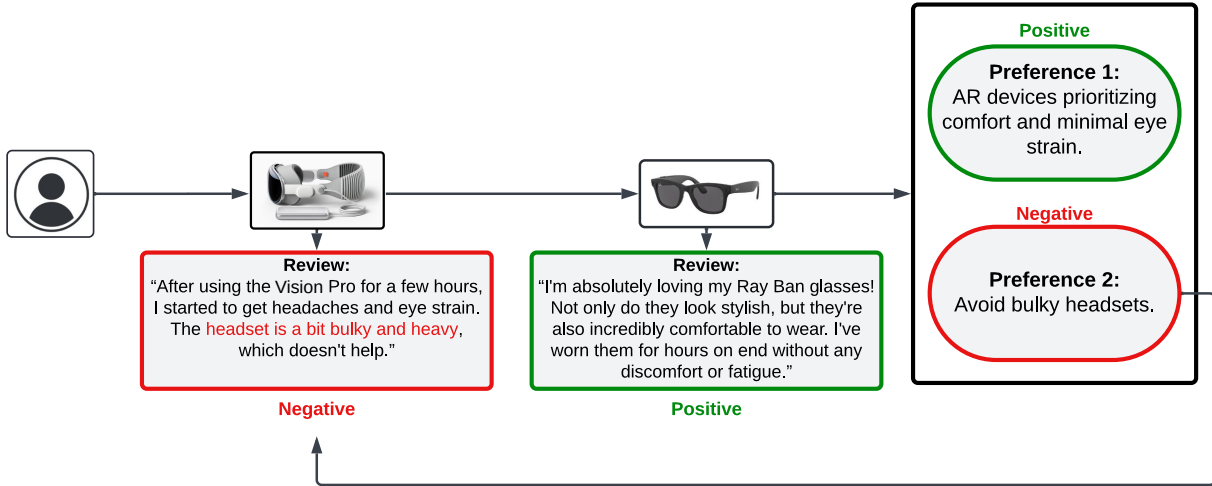 Review:
“After using the Vision Pro for a few hours,
I started to get headaches and eye strain.
The headset is a bit bulky and heavy,
which doesn't help.”
Negative
Review:
“I'm absolutely loving my Ray Ban glasses!
Not only do they look stylish, but they're
also incredibly comfortable to wear. I've
worn them for hours on end without any
discomfort or fatigue.”
Positive
Positive
Preference 1:
AR devices prioritizing
comfort and minimal eye
strain.
Negative
Preference 2:
Avoid bulky headsets.